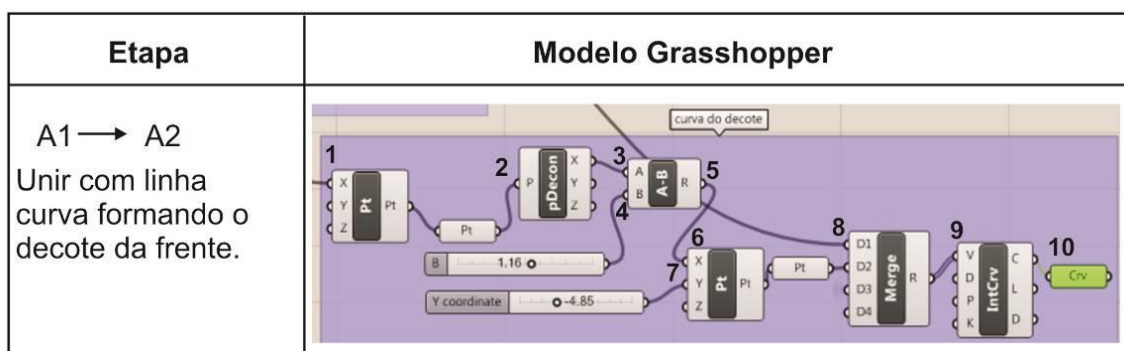 Etapa
Modelo Grasshopper
A1 → A2
Unir com linha
curva formando o
decote da frente.
curva do decote
1
X
Y
Z
Pt
Pt
Pt
2
P
pDecon
X
Y
Z
3
4
A
B
A-B
R
5
B
1.16
Y coordinate
-4.85
6
7
X
Y
Z
Pt
Pt
Pt
8
D1
D2
D3
D4
Merge
R
9
V
D
P
K
IntCrv
C
L
D
10
Crv